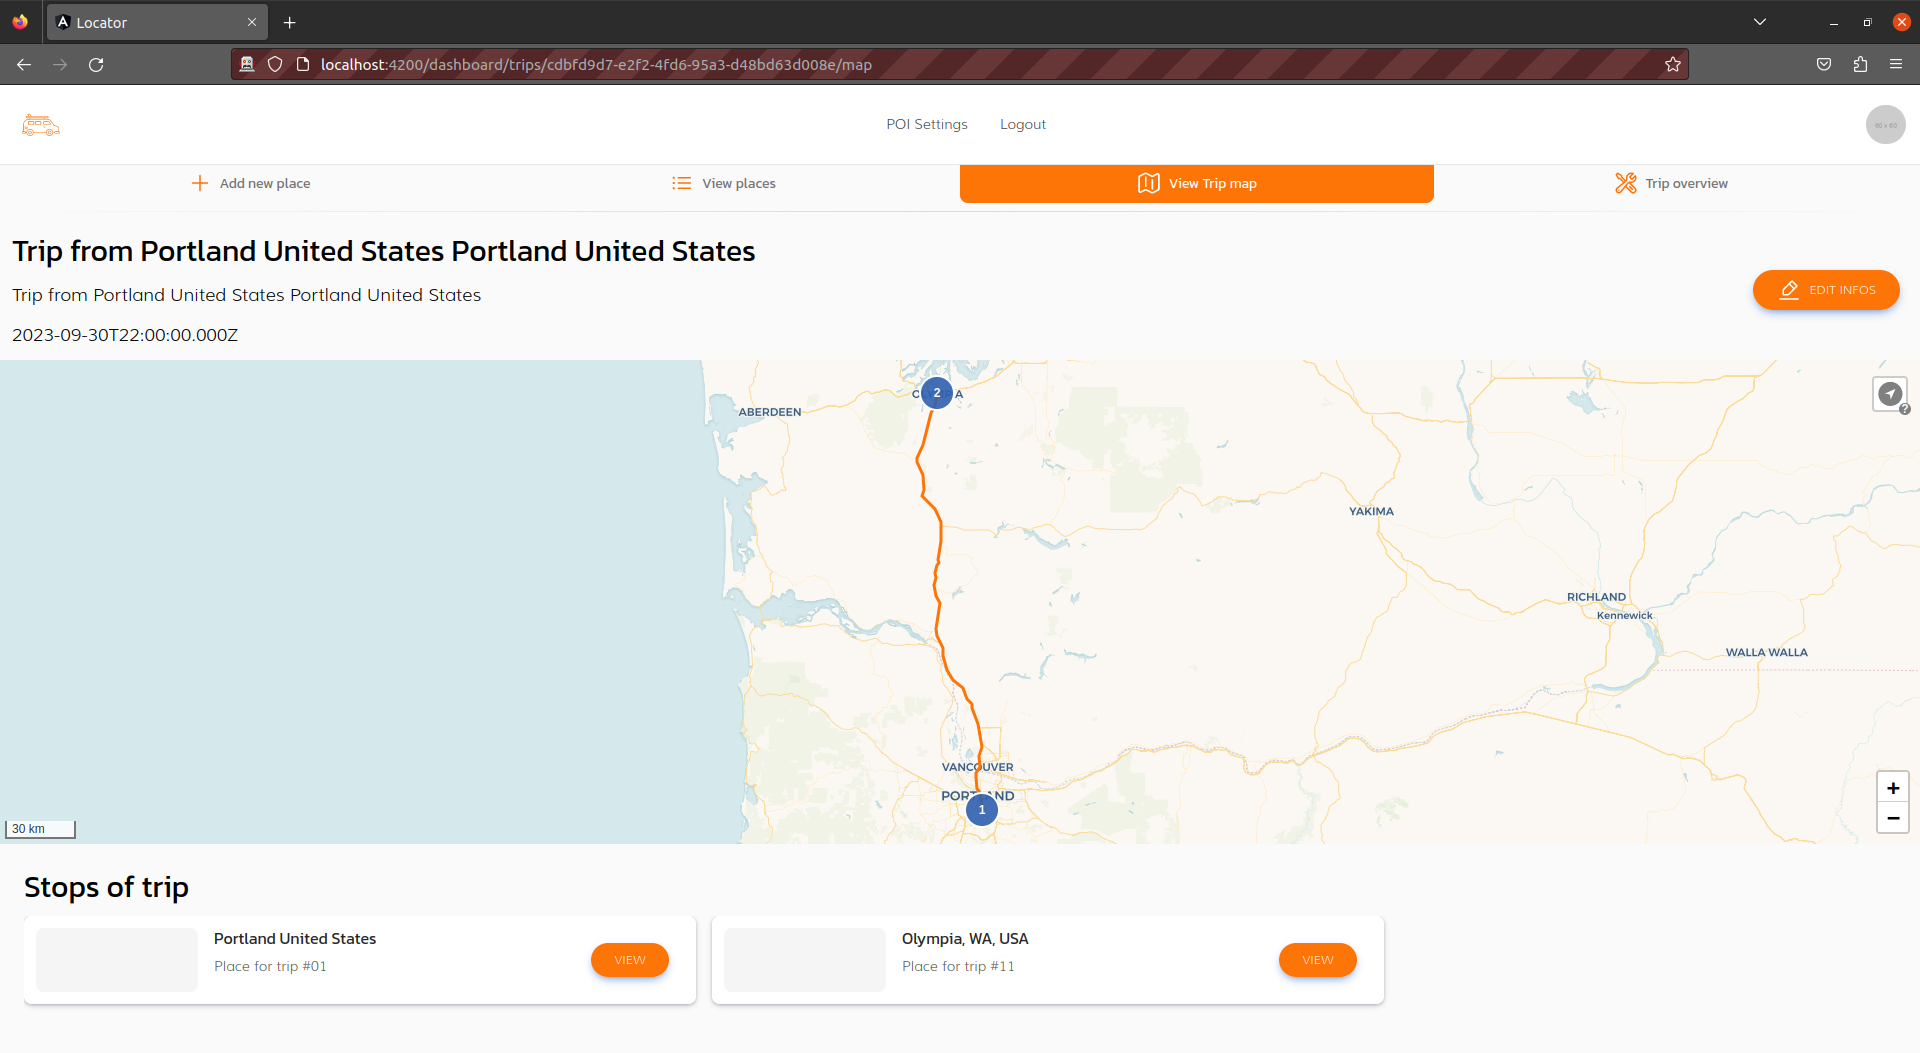 Locator
localhost:4200/dashboard/trips/cdbfd9d7-e2f2-4fd6-95a3-d48bd63d008e/map
POI Settings
Logout
Add new place
View places
View Trip map
Trip overview
Trip from Portland United States Portland United States
Trip from Portland United States Portland United States
2023-09-30T22:00:00.000Z
EDIT INFOS
2
ABERDEEN
?
YAKIMA
RICHLAND
Kennewick
WALLA WALLA
VANCOUVER
PORTLAND
1
+
−
30 km
Stops of trip
Portland United States
Place for trip #01
VIEW
Olympia, WA, USA
Place for trip #11
VIEW